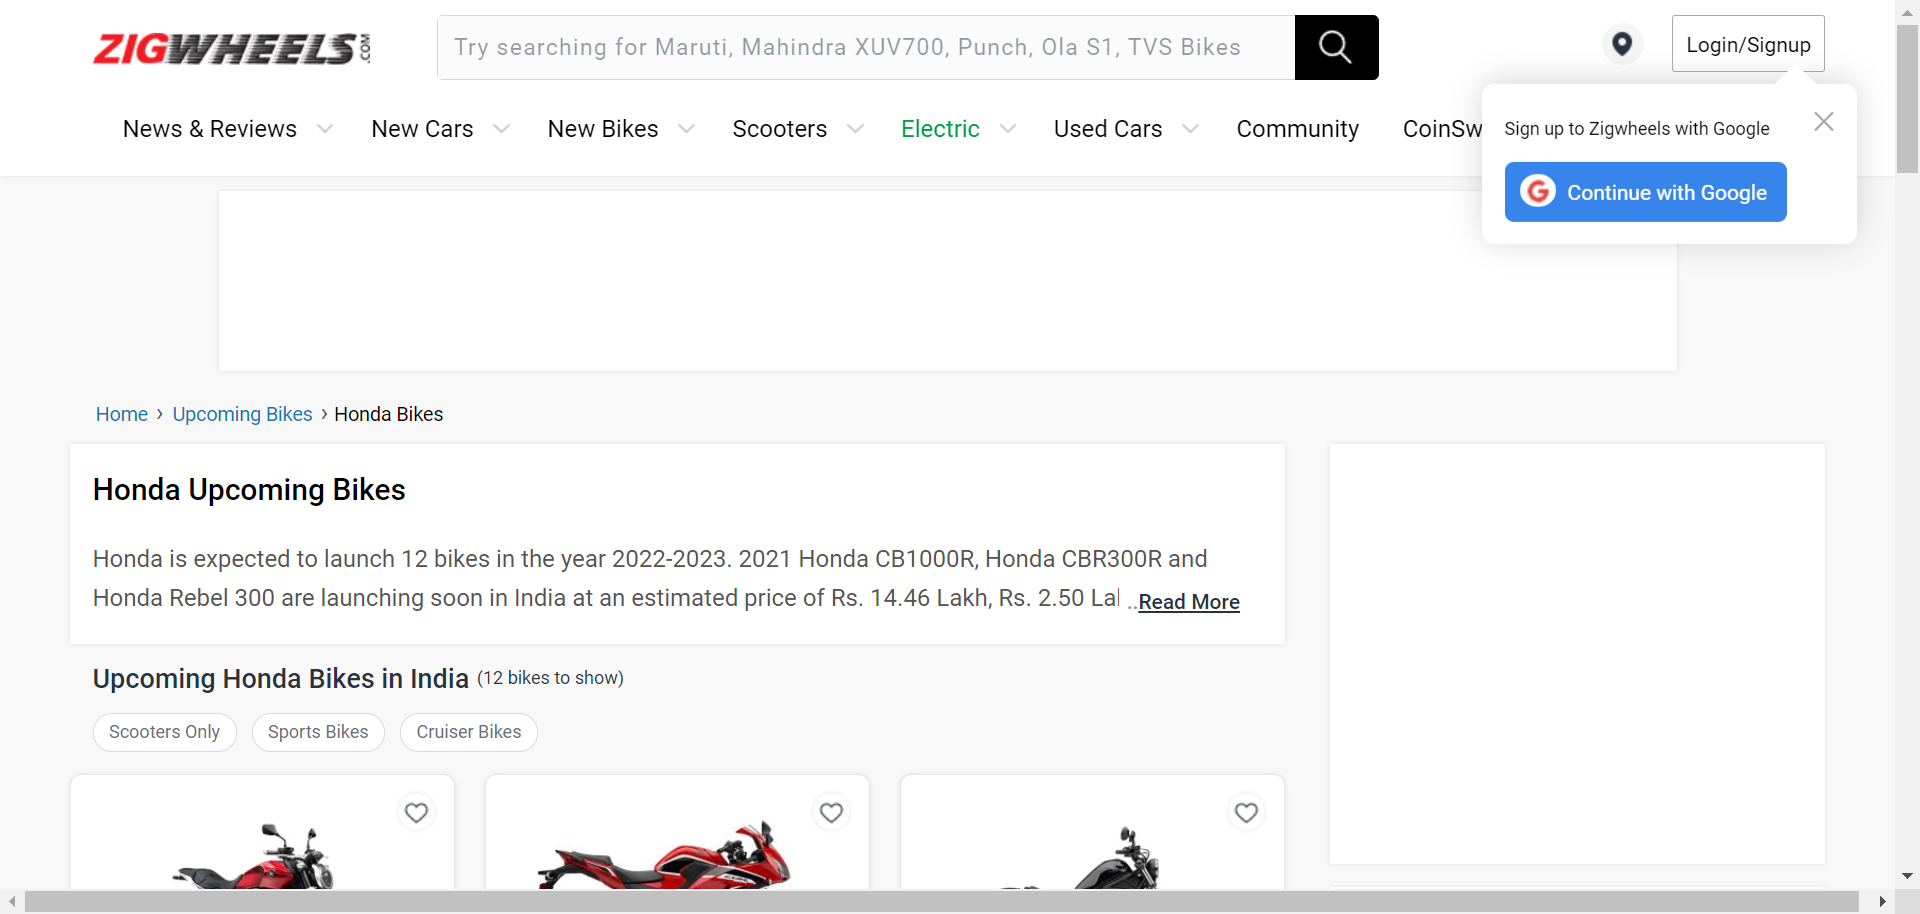 ZIGWHEELS.COM
Try searching for Maruti, Mahindra XUV700, Punch, Ola S1, TVS Bikes
Login/Signup
News & Reviews
New Cars
New Bikes
Scooters
Electric
Used Cars
Community
CoinSw
Sign up to Zigwheels with Google
G Continue with Google
Home › Upcoming Bikes › Honda Bikes
Honda Upcoming Bikes
Honda is expected to launch 12 bikes in the year 2022-2023. 2021 Honda CB1000R, Honda CBR300R and
Honda Rebel 300 are launching soon in India at an estimated price of Rs. 14.46 Lakh, Rs. 2.50 Lal ..Read More
Upcoming Honda Bikes in India (12 bikes to show)
Scooters Only
Sports Bikes
Cruiser Bikes